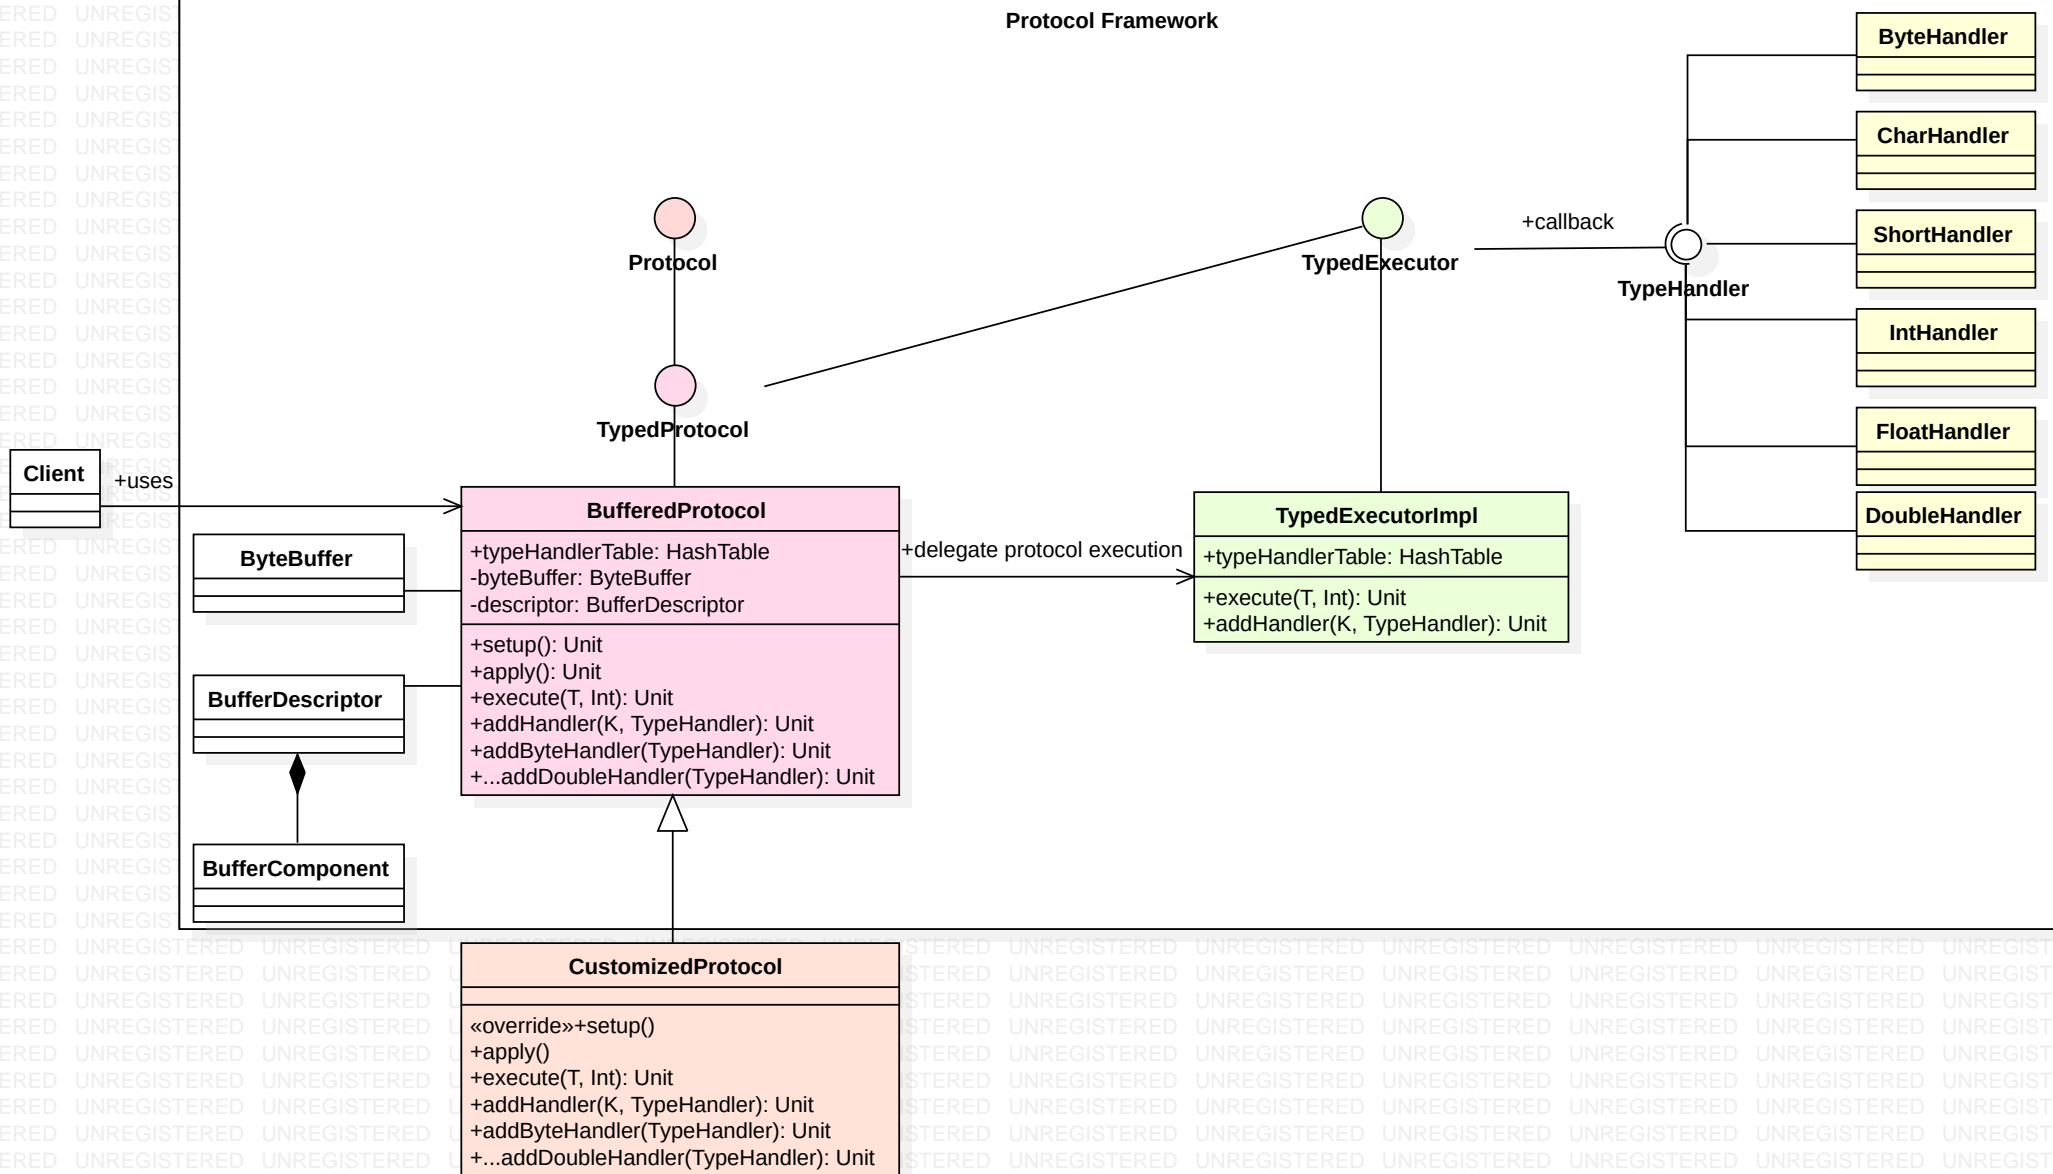 Protocol Framework
ByteHandler
CharHandler
ShortHandler
IntHandler
FloatHandler
DoubleHandler
+callback
TypeHandler
Protocol
TypedExecutor
TypedProtocol
Client
+uses
ByteBuffer
BufferDescriptor
BufferComponent
BufferedProtocol
+typeHandlerTable: HashTable
-byteBuffer: ByteBuffer
-descriptor: BufferDescriptor
+setup(): Unit
+apply(): Unit
+execute(T, Int): Unit
+addHandler(K, TypeHandler): Unit
+addByteHandler(TypeHandler): Unit
+...addDoubleHandler(TypeHandler): Unit
+delegate protocol execution
TypedExecutorImpl
+typeHandlerTable: HashTable
+execute(T, Int): Unit
+addHandler(K, TypeHandler): Unit
CustomizedProtocol
«override»+setup()
+apply()
+execute(T, Int): Unit
+addHandler(K, TypeHandler): Unit
+addByteHandler(TypeHandler): Unit
+...addDoubleHandler(TypeHandler): Unit
UNREGISTERED